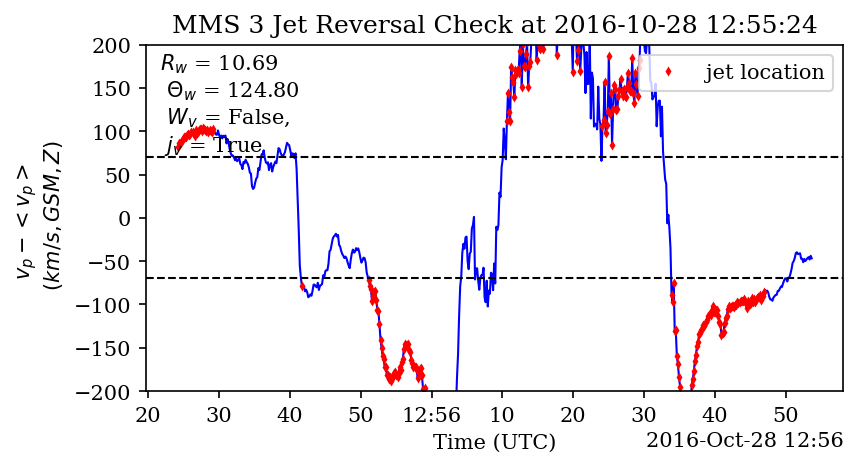 MMS 3 Jet Reversal Check at 2016-10-28 12:55:24
R_w = 10.69
Θ_w = 124.80
W_v = False,
j_v = True
jet location
v_p − < v_p >
(km/s, GSM, Z)
200
150
100
50
0
−50
−100
−150
−200
20 30 40 50 12:56 10 20 30 40 50
Time (UTC)
2016-Oct-28 12:56